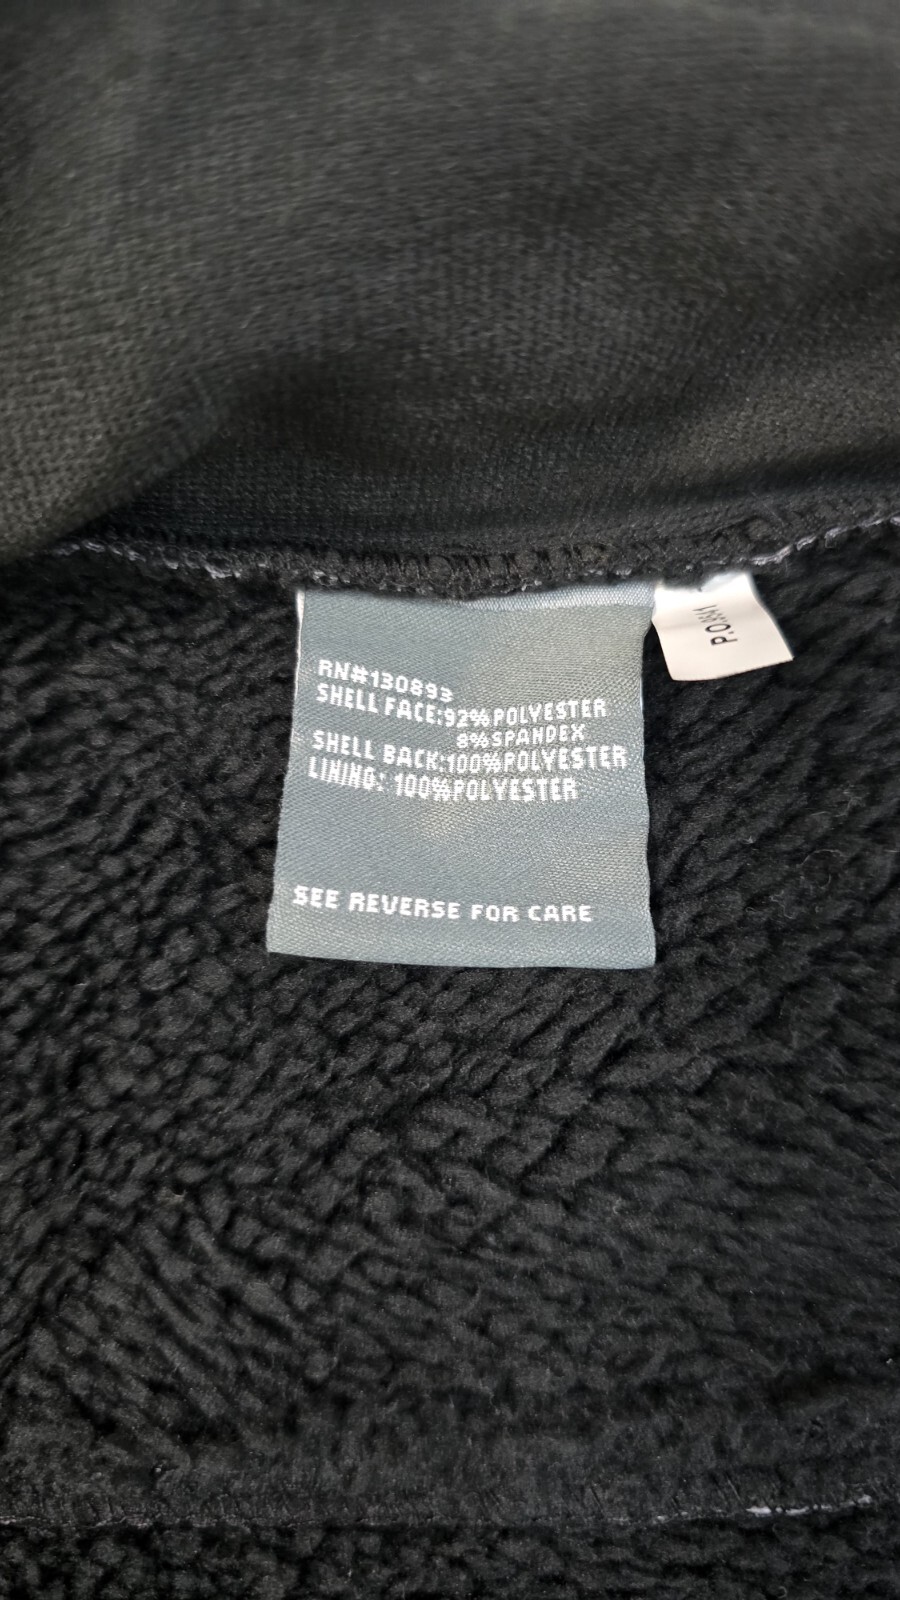 RN#130893
SHELL FACE:92%POLYESTER
8%SPANDEX
SHELL BACK:100%POLYESTER
LINING: 100%POLYESTER
SEE REVERSE FOR CARE